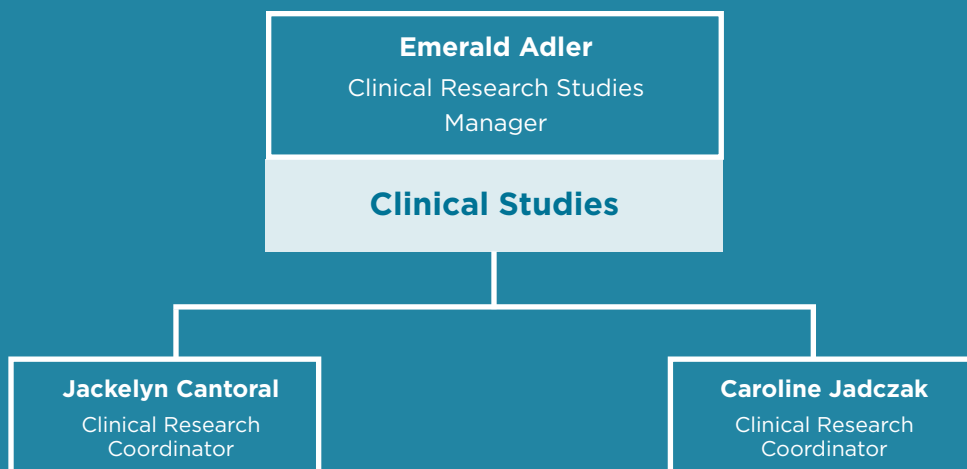 Emerald Adler
Clinical Research Studies
Manager
Clinical Studies
Jackelyn Cantoral
Clinical Research
Coordinator
Caroline Jadczak
Clinical Research
Coordinator